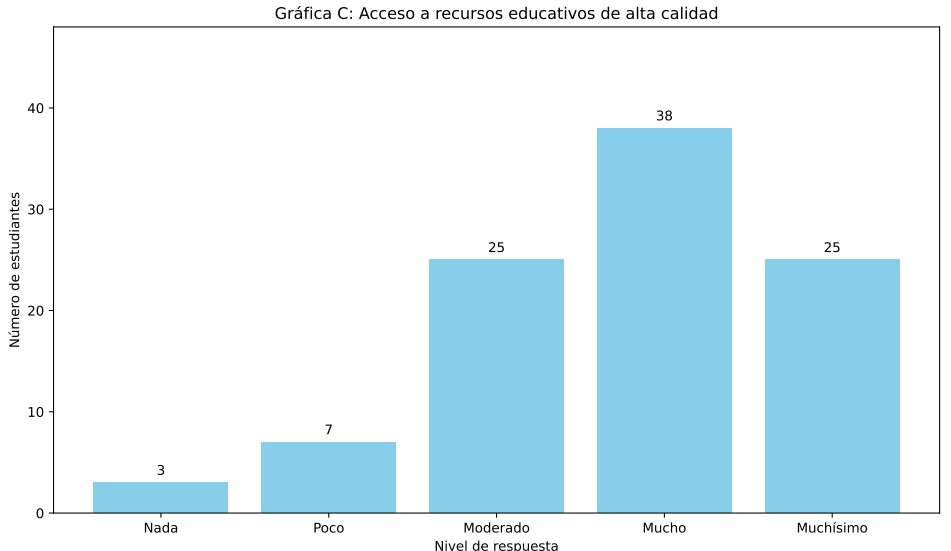 Gráfica C: Acceso a recursos educativos de alta calidad
Número de estudiantes
40
30
20
10
0
3
7
25
38
25
Nada
Poco
Moderado
Mucho
Muchísimo
Nivel de respuesta